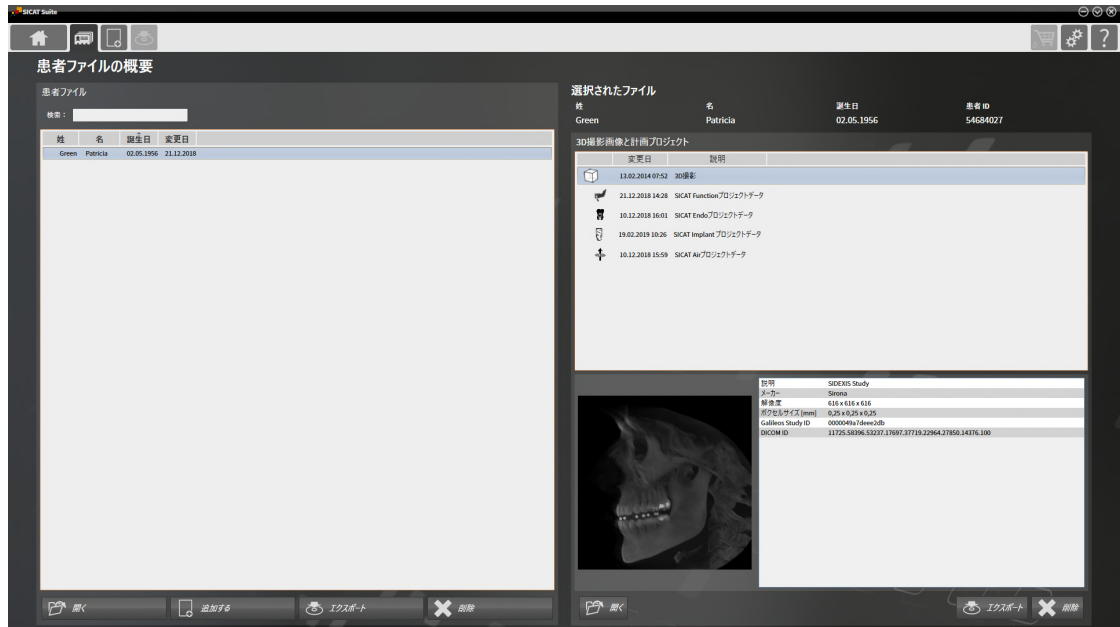 SICAT Suite
患者ファイルの概要
患者ファイル
検索：
姓 名 誕生日 変更日
Green Patricia 02.05.1956 21.12.2018
開く 追加する エクスポート 削除
選択されたファイル
姓 名 誕生日 患者 ID
Green Patricia 02.05.1956 54684027
3D撮影画像と計画プロジェクト
変更日 説明
13.02.2014 07:52 3D撮影
21.12.2018 14:28 SICAT Functionプロジェクトデータ
10.12.2018 16:01 SICAT Endoプロジェクトデータ
19.02.2019 10:26 SICAT Implant プロジェクトデータ
10.12.2018 15:59 SICAT Airプロジェクトデータ
説明 SIDEXIS Study
メーカー Sirona
解像度 616 x 616 x 616
ボクセルサイズ [mm] 0,25 x 0,25 x 0,25
Galileos Study ID 0000049a7deee2db
DICOM ID 11725.58396.53237.17697.37719.22964.27850.14376.100
開く エクスポート 削除